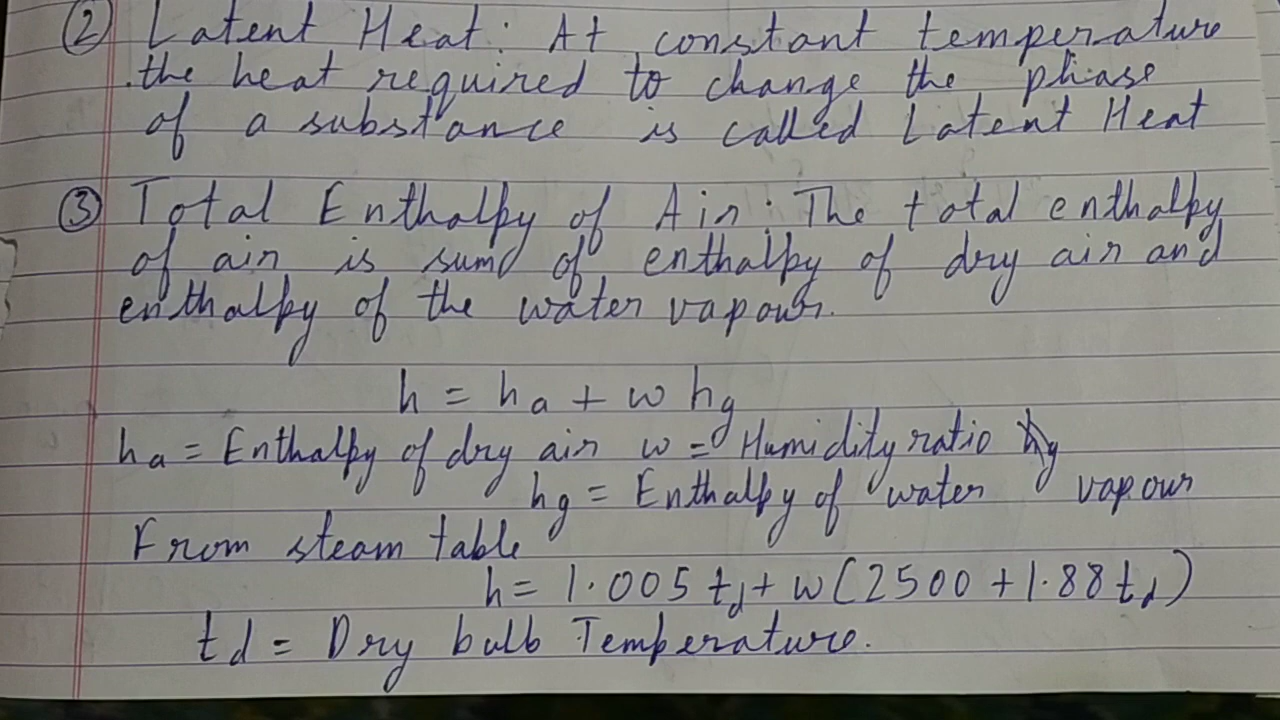 ② Latent Heat: At constant temperature
the heat required to change the phase
of a substance is called Latent Heat
③ Total Enthalpy of Air: The total enthalpy
of air is sum of enthalpy of dry air and
enthalpy of the water vapour.
h = ha + w hg
ha = Enthalpy of dry air w = Humidity ratio
hg = Enthalpy of water vapour
From steam table
h = 1.005 td + w (2500 + 1.88 td)
td = Dry bulb Temperature.